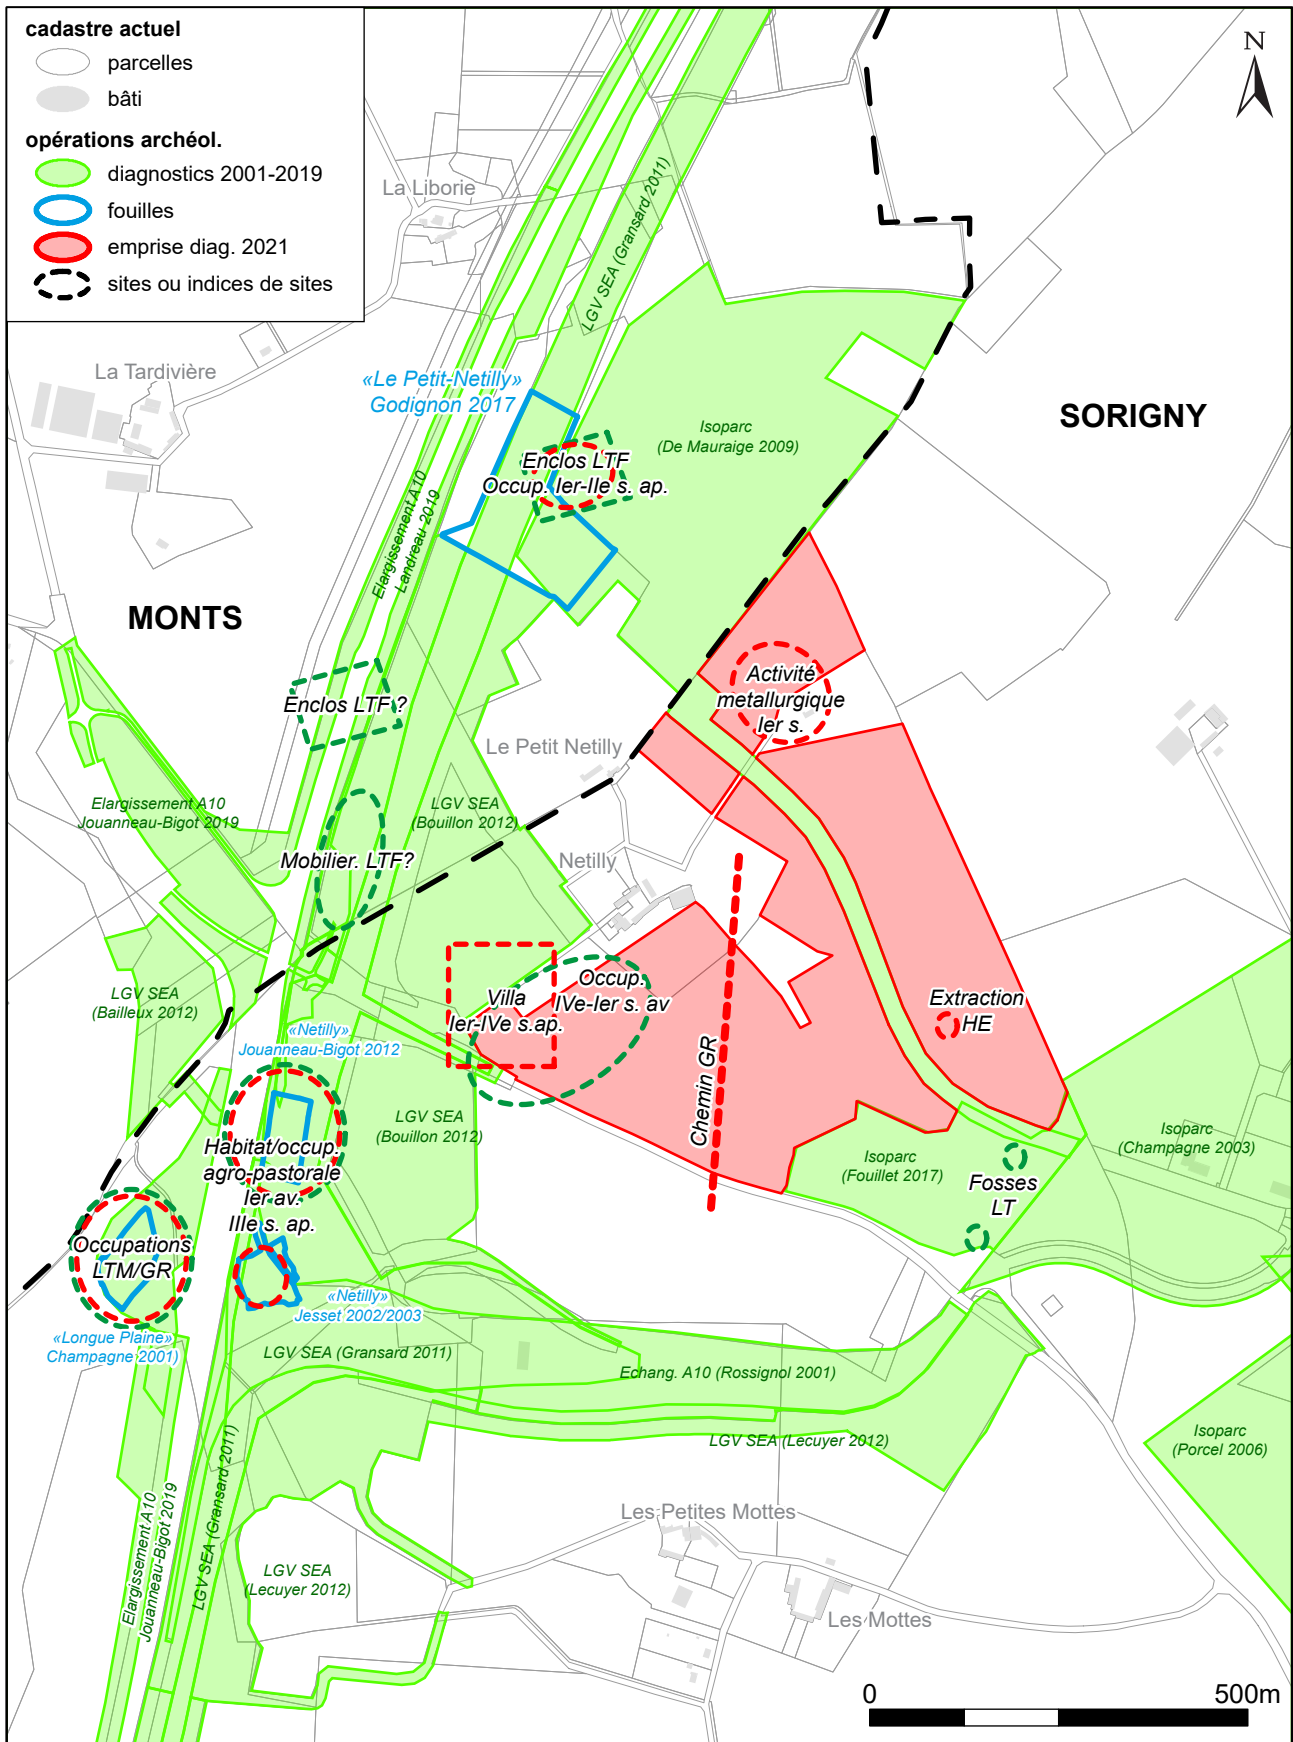 cadastre actuel
parcelles
bâti
opérations archéol.
diagnostics 2001-2019
fouilles
emprise diag. 2021
sites ou indices de sites
N
La Liborie
LGV SEA (Gransard 2011)
La Tardivière
«Le Petit-Netilly»
Godignon 2017
SORIGNY
Isoparc
(De Mauraige 2009)
Enclos LTF
Occup. Ier-IIe s. ap.
Elargissement A10
Landreau 2019
MONTS
Activité
metallurgique
Ier s.
Enclos LTF ?
Le Petit Netilly
Elargissement A10
Jouanneau-Bigot 2019
LGV SEA
(Bouillon 2012)
Mobilier. LTF?
Netilly
LGV SEA
(Bailleux 2012)
Villa
Ier-IVe s.ap.
Occup.
IVe-Ier s. av
Extraction
HE
«Netilly»
Jouanneau-Bigot 2012
Chemin GR
LGV SEA
(Bouillon 2012)
Habitat/occup.
agro-pastorale
Ier av.
IIIe s. ap.
Isoparc
(Champagne 2003)
Isoparc
(Fouillet 2017)
Fosses
LT
Occupations
LTM/GR
«Netilly»
Jesset 2002/2003
«Longue Plaine»
Champagne 2001)
LGV SEA (Gransard 2011)
Echang. A10 (Rossignol 2001)
LGV SEA (Lecuyer 2012)
Isoparc
(Porcel 2006)
LGV SEA (Gransard 2011)
Elargissement A10
Jouanneau-Bigot 2019
Les Petites Mottes
LGV SEA
(Lecuyer 2012)
Les Mottes
0
500m